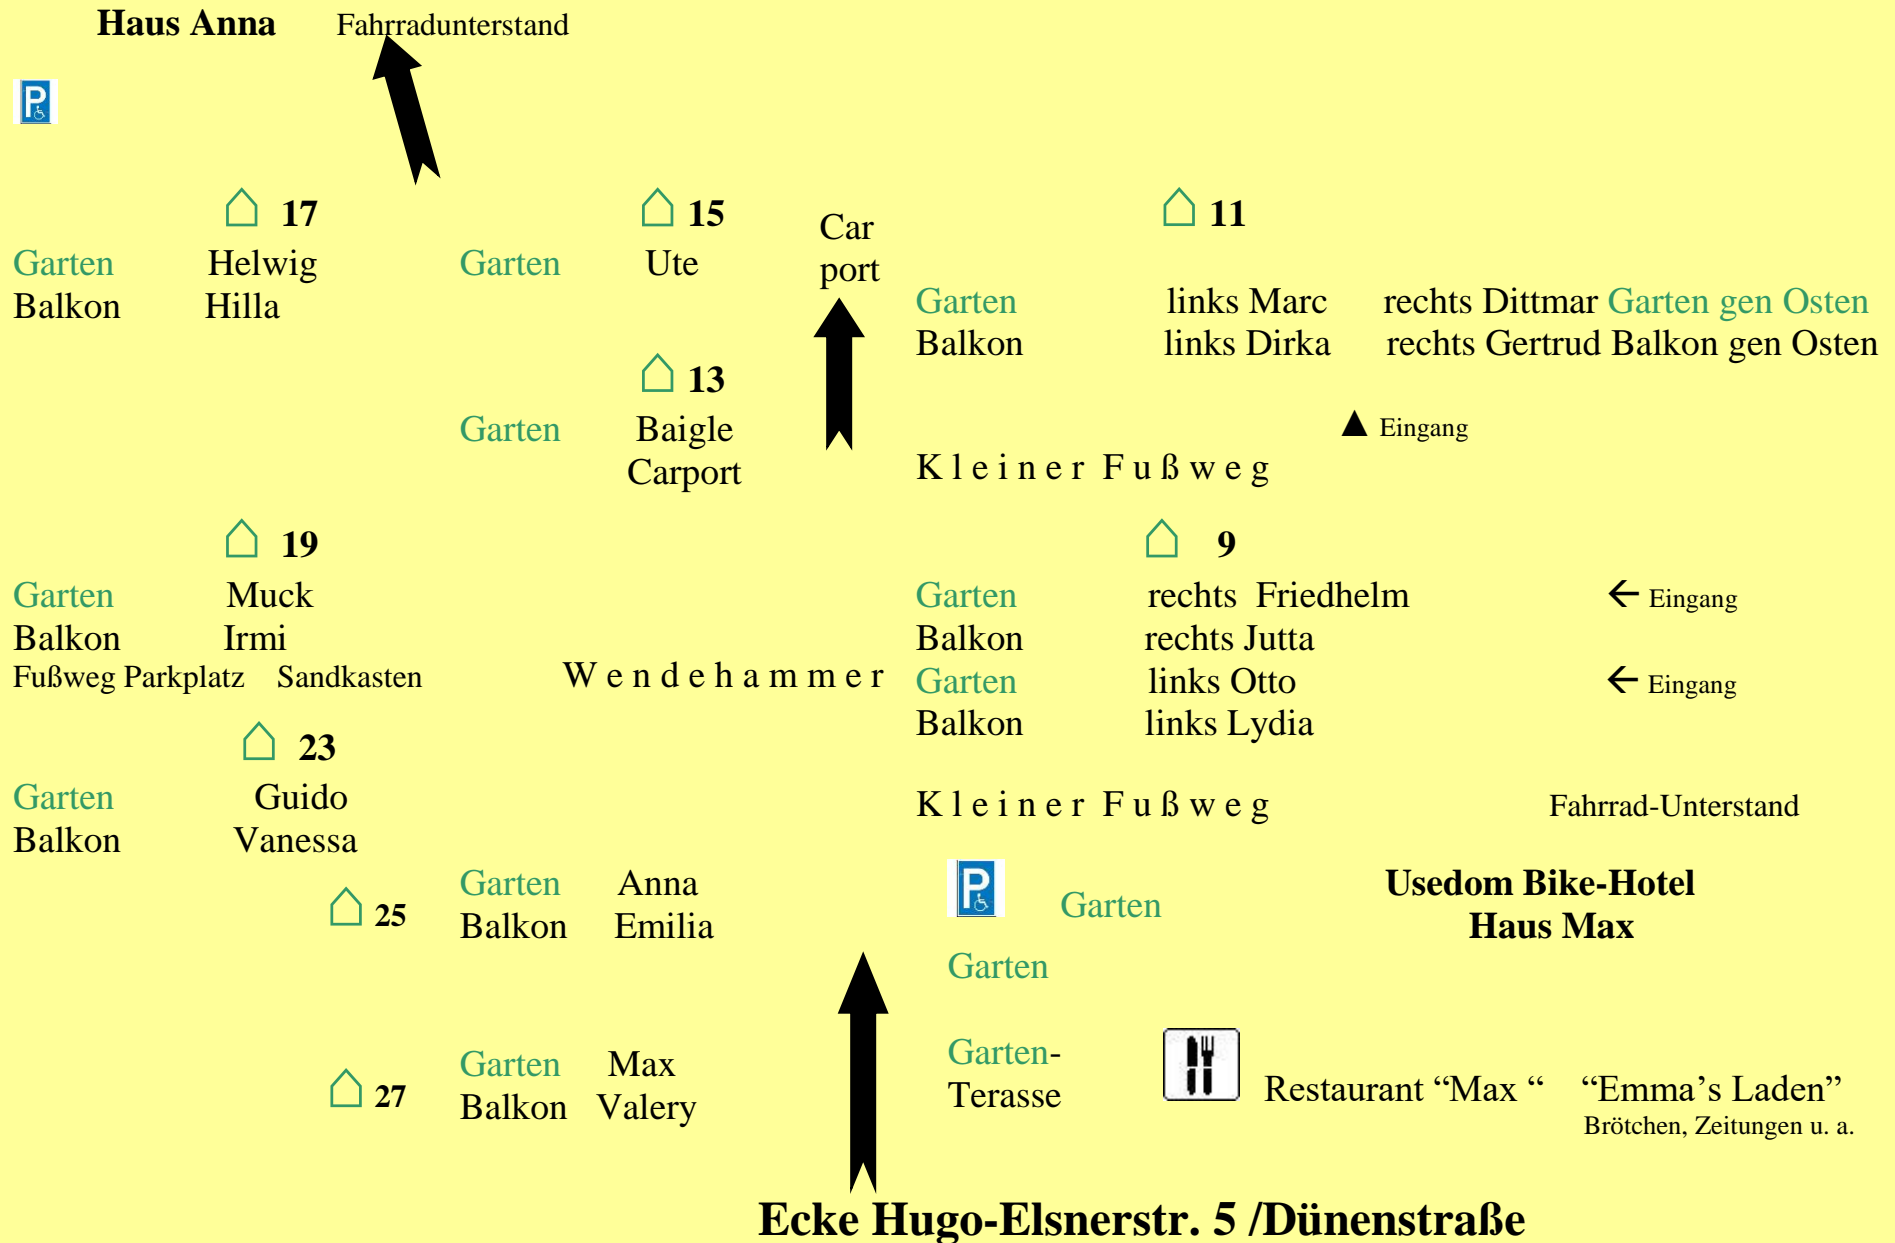 Haus Anna Fahrradunterstand
P
17
Garten Helwig
Balkon Hilla
15
Garten Ute
Car
port
11
Garten links Marc rechts Dittmar Garten gen Osten
Balkon links Dirka rechts Gertrud Balkon gen Osten
13
Garten Baigle
Carport
▲ Eingang
Kleiner Fußweg
19
Garten Muck
Balkon Irmi
Fußweg Parkplatz Sandkasten
Wendehammer
9
Garten rechts Friedhelm ← Eingang
Balkon rechts Jutta
Garten links Otto ← Eingang
Balkon links Lydia
23
Garten Guido
Balkon Vanessa
Kleiner Fußweg Fahrrad-Unterstand
25
Garten Anna
Balkon Emilia
P
Garten
Usedom Bike-Hotel
Haus Max
Garten
27
Garten Max
Balkon Valery
Garten-
Terasse
Restaurant “Max “ “Emma’s Laden”
Brötchen, Zeitungen u. a.
Ecke Hugo-Elsnerstr. 5 /Dünenstraße